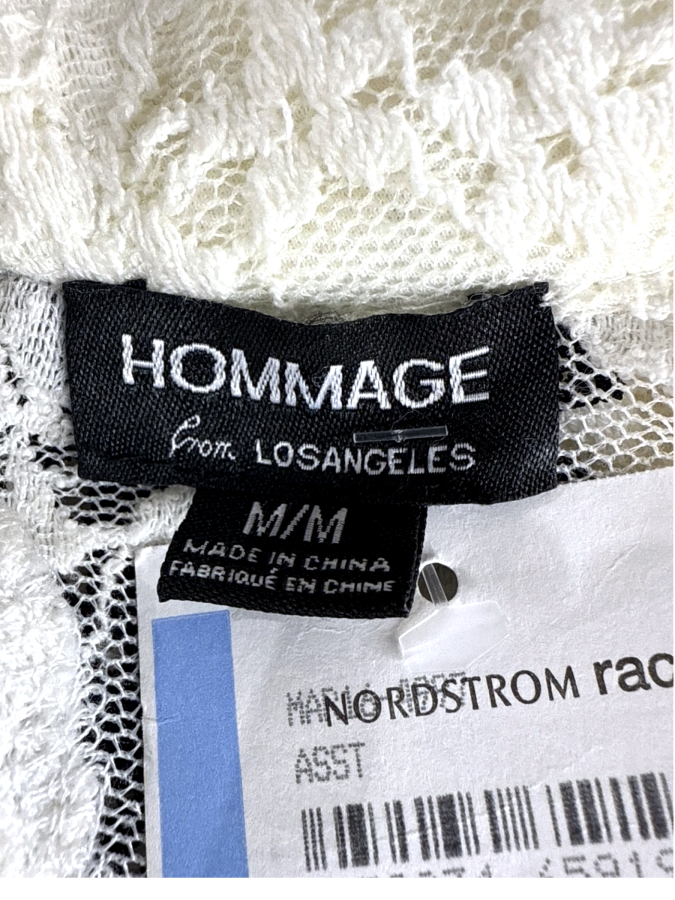 HOMMAGE
from LOSANGELES
M/M
MADE IN CHINA
FABRIQUÉ EN CHINE
NORDSTROM rac
ASST